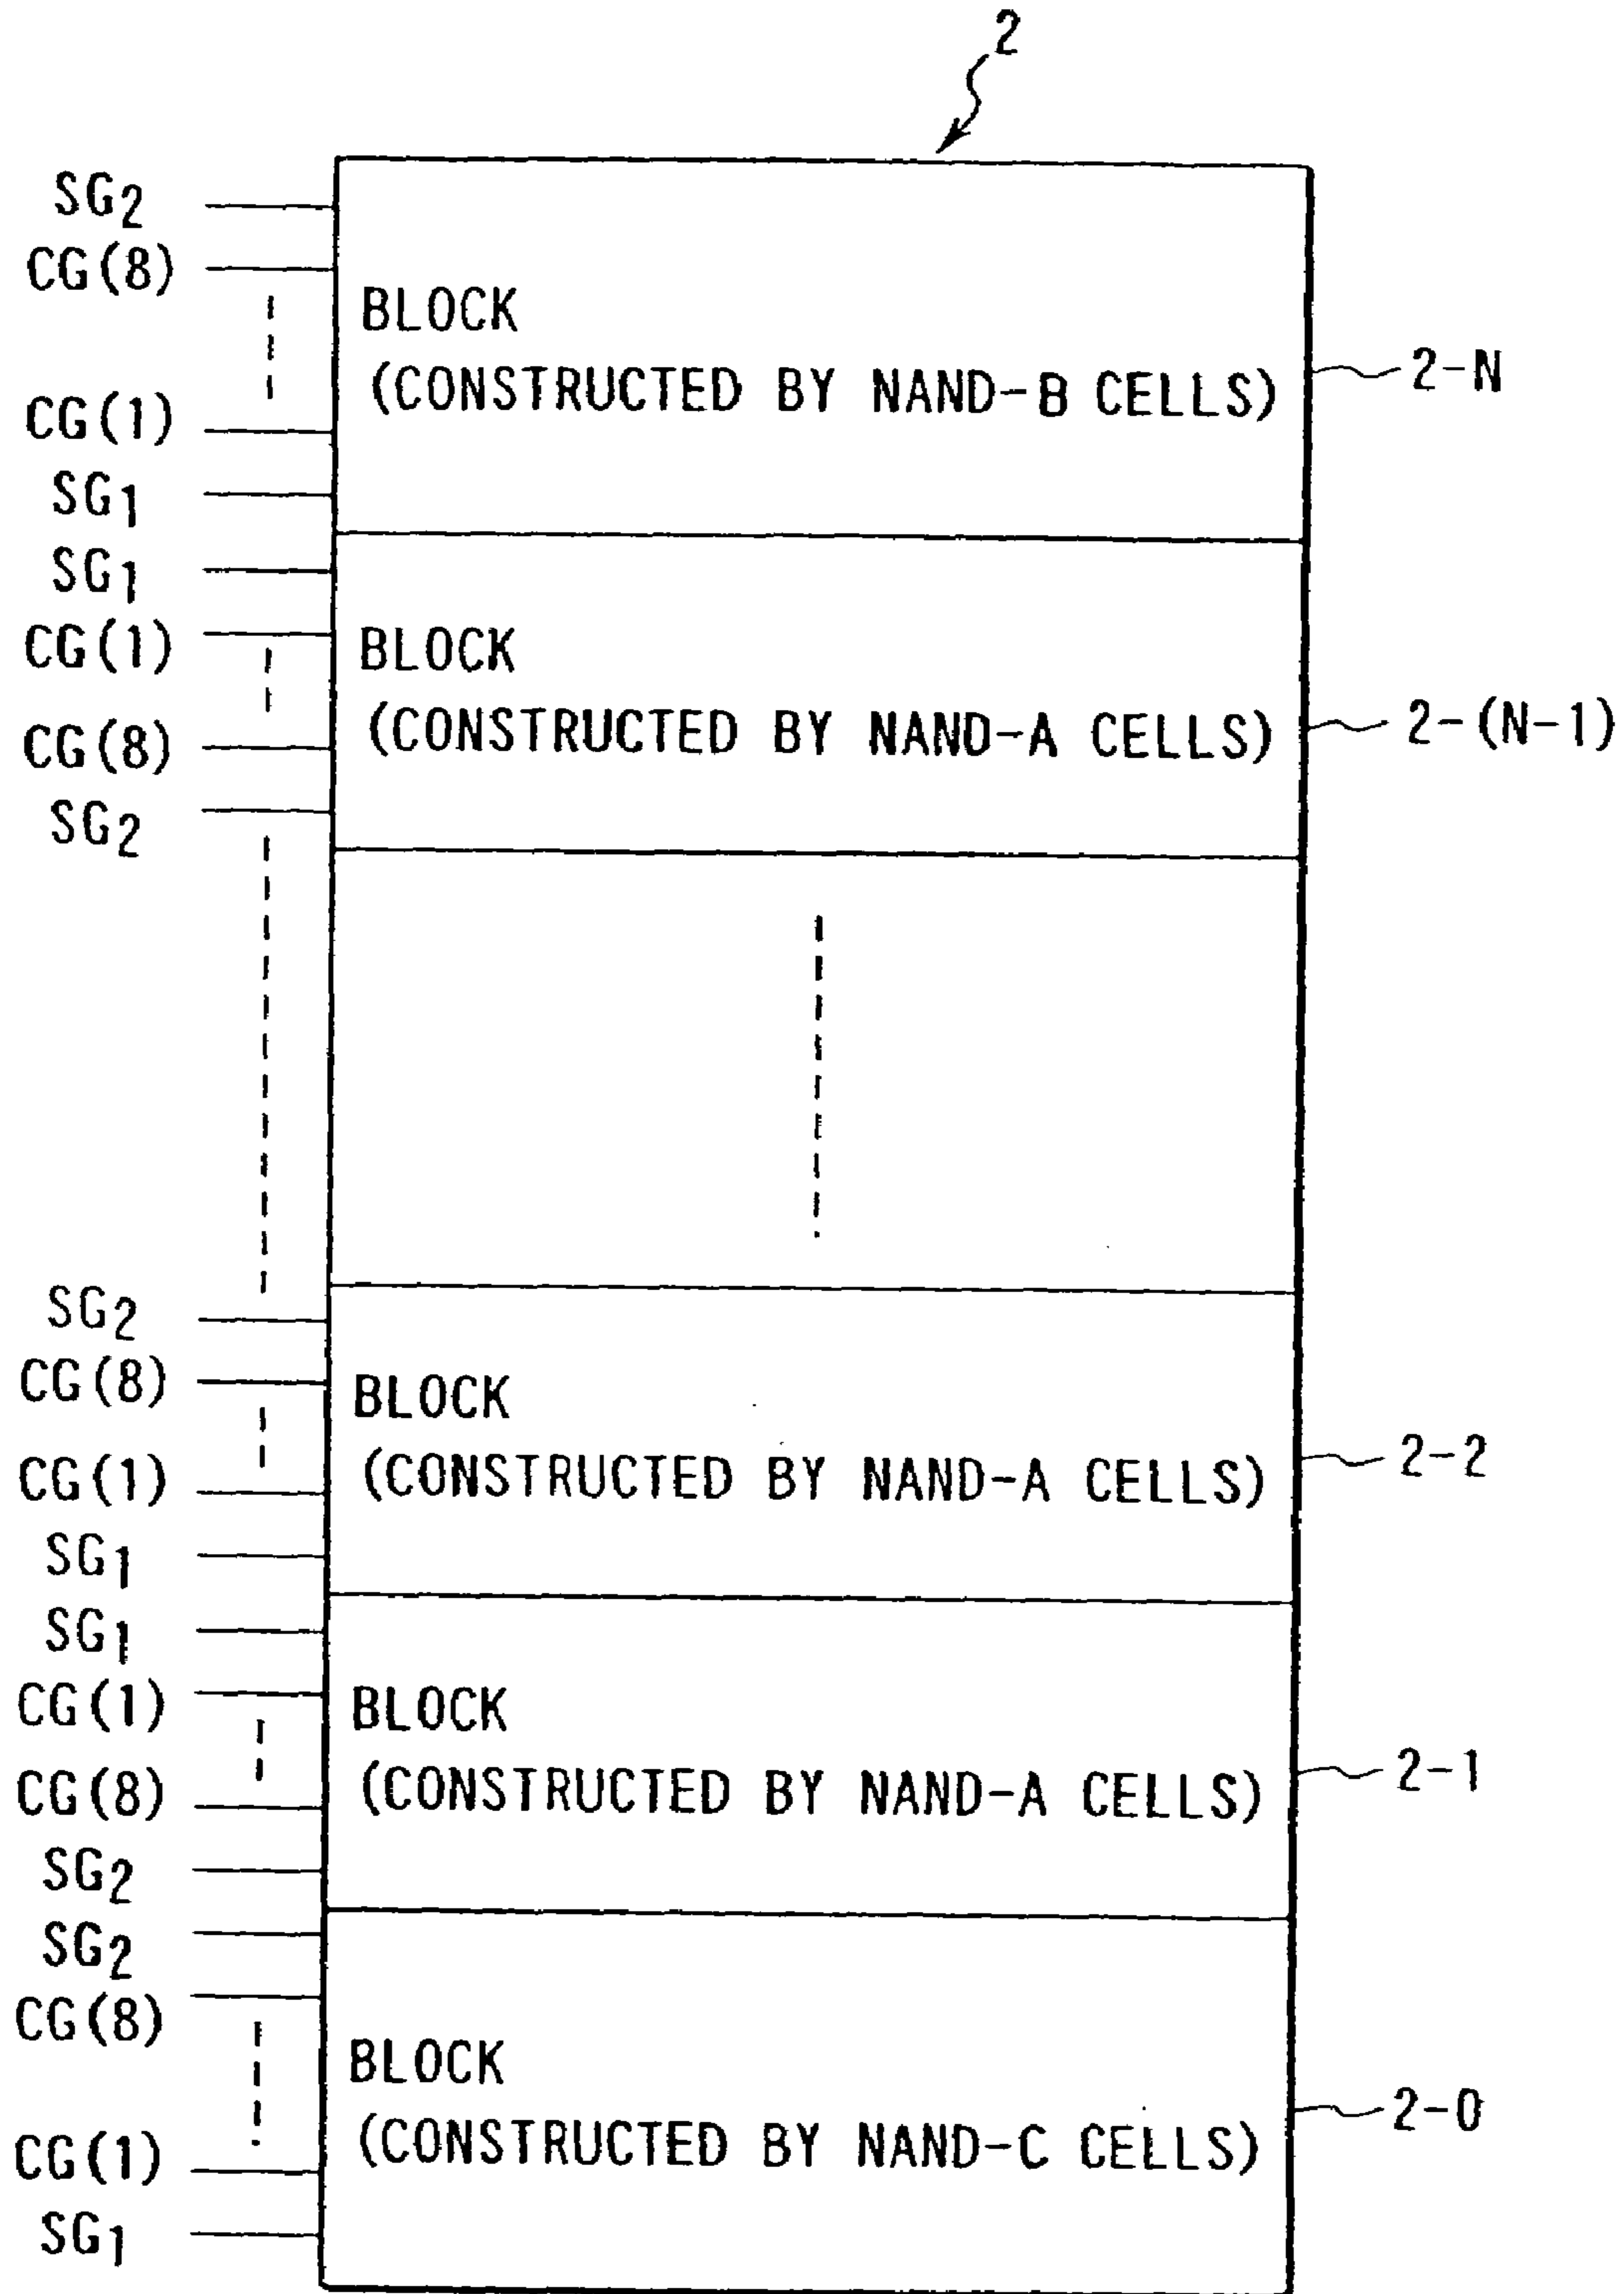 2
SG2
CG(8)
BLOCK
(CONSTRUCTED BY NAND-B CELLS)
2-N
CG(1)
SG1
SG1
CG(1)
BLOCK
(CONSTRUCTED BY NAND-A CELLS)
2-(N-1)
CG(8)
SG2
SG2
CG(8)
BLOCK
(CONSTRUCTED BY NAND-A CELLS)
2-2
CG(1)
SG1
SG1
CG(1)
BLOCK
(CONSTRUCTED BY NAND-A CELLS)
2-1
CG(8)
SG2
SG2
CG(8)
BLOCK
(CONSTRUCTED BY NAND-C CELLS)
2-0
CG(1)
SG1